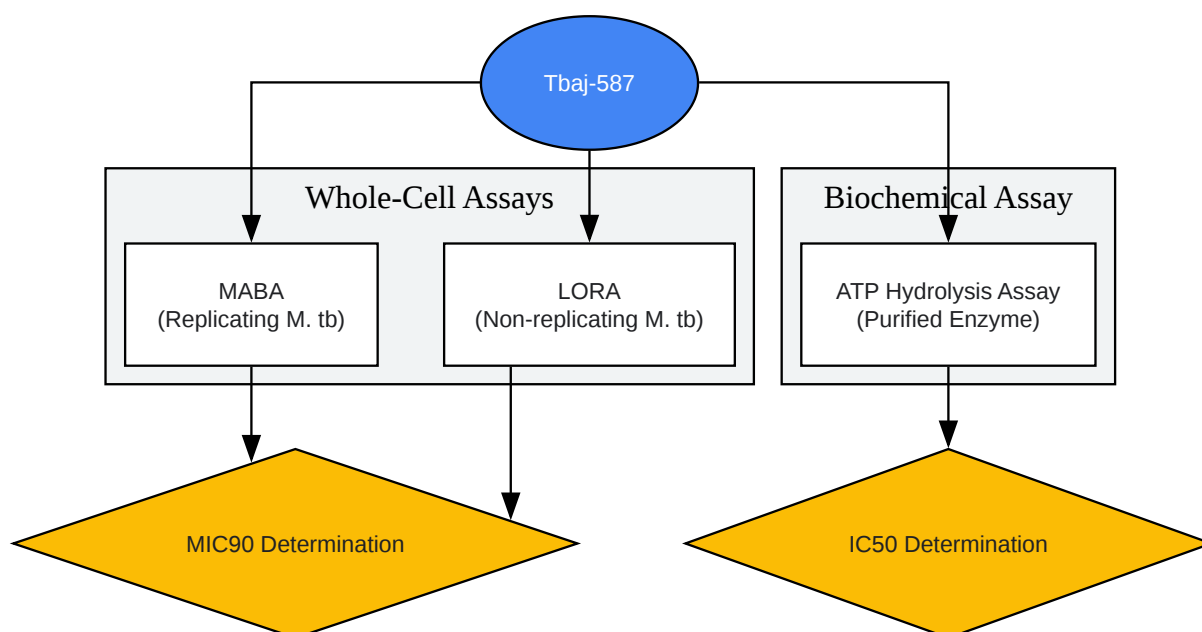 Tbaj-587
Whole-Cell Assays
Biochemical Assay
MABA
(Replicating M. tb)
LORA
(Non-replicating M. tb)
ATP Hydrolysis Assay
(Purified Enzyme)
MIC90 Determination
IC50 Determination